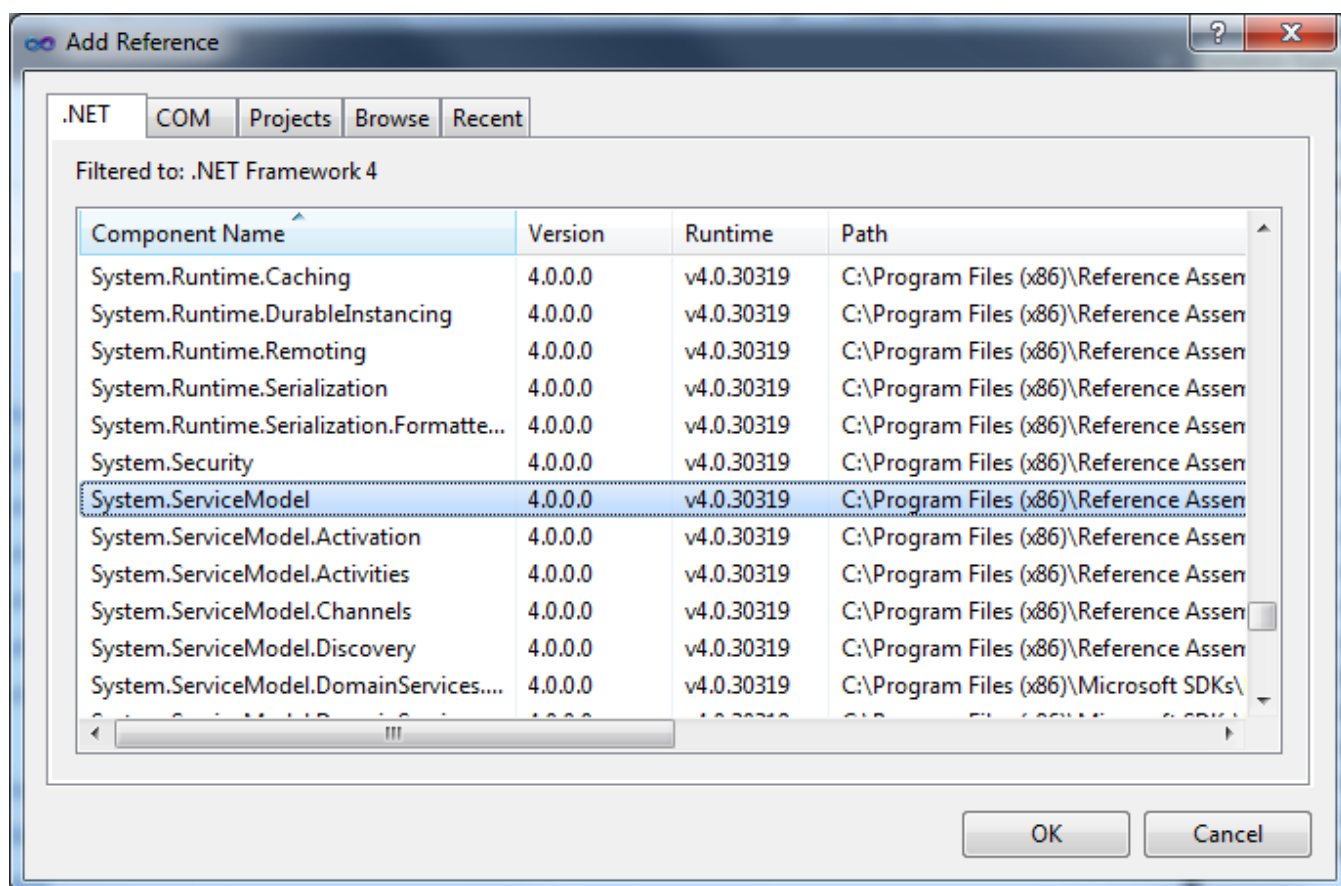 Add Reference
.NET COM Projects Browse Recent
Filtered to: .NET Framework 4
Component Name Version Runtime Path
System.Runtime.Caching 4.0.0.0 v4.0.30319 C:\Program Files (x86)\Reference Assem
System.Runtime.DurableInstancing 4.0.0.0 v4.0.30319 C:\Program Files (x86)\Reference Assem
System.Runtime.Remoting 4.0.0.0 v4.0.30319 C:\Program Files (x86)\Reference Assem
System.Runtime.Serialization 4.0.0.0 v4.0.30319 C:\Program Files (x86)\Reference Assem
System.Runtime.Serialization.Formatte... 4.0.0.0 v4.0.30319 C:\Program Files (x86)\Reference Assem
System.Security 4.0.0.0 v4.0.30319 C:\Program Files (x86)\Reference Assem
System.ServiceModel 4.0.0.0 v4.0.30319 C:\Program Files (x86)\Reference Assem
System.ServiceModel.Activation 4.0.0.0 v4.0.30319 C:\Program Files (x86)\Reference Assem
System.ServiceModel.Activities 4.0.0.0 v4.0.30319 C:\Program Files (x86)\Reference Assem
System.ServiceModel.Channels 4.0.0.0 v4.0.30319 C:\Program Files (x86)\Reference Assem
System.ServiceModel.Discovery 4.0.0.0 v4.0.30319 C:\Program Files (x86)\Reference Assem
System.ServiceModel.DomainServices.... 4.0.0.0 v4.0.30319 C:\Program Files (x86)\Microsoft SDKs\
OK Cancel